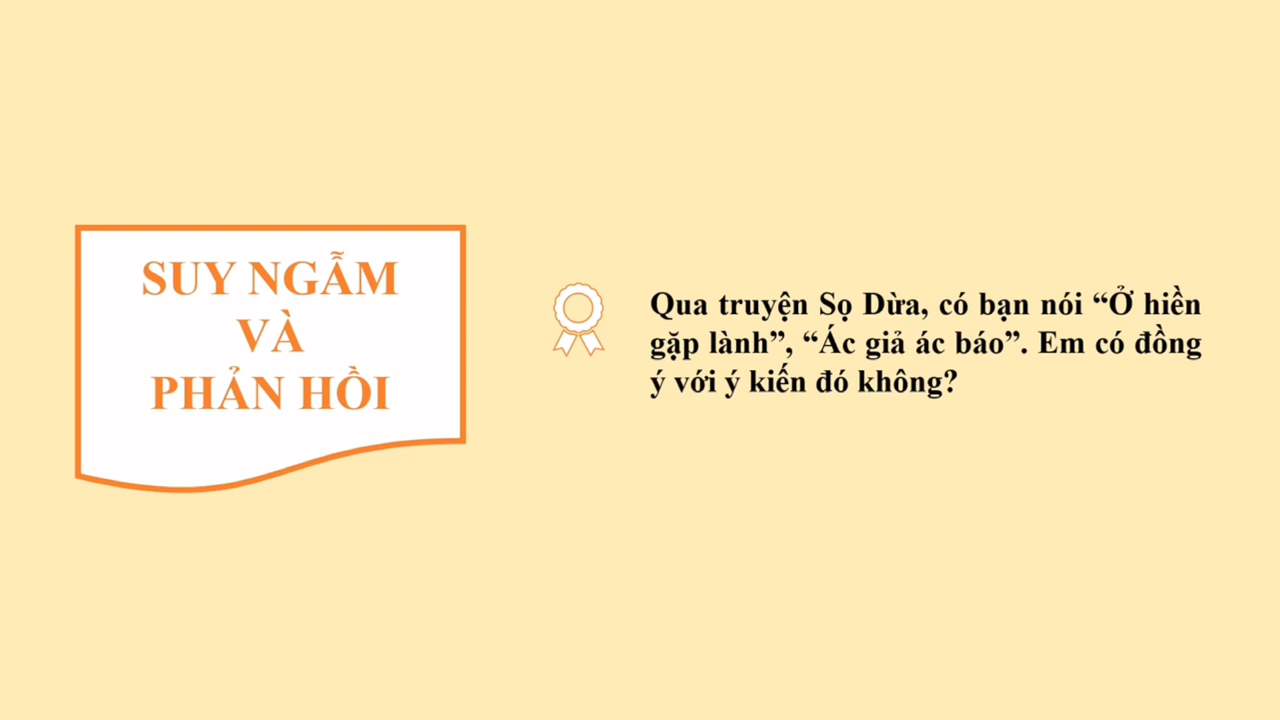 SUY NGẪM
VÀ
PHẢN HỒI
Qua truyện Sọ Dừa, có bạn nói “Ở hiền
gặp lành”, “Ác giả ác báo”. Em có đồng
ý với ý kiến đó không?